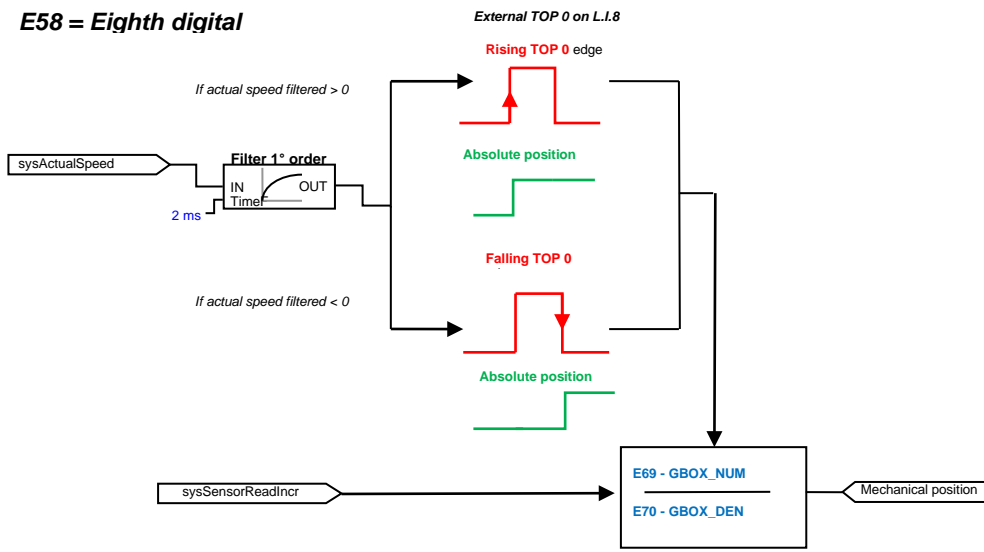 E58 = Eighth digital
External TOP 0 on L.I.8
Rising TOP 0 edge
If actual speed filtered > 0
Absolute position
sysActualSpeed
Filter 1° order
IN
OUT
Timer
2 ms
Falling TOP 0
If actual speed filtered < 0
Absolute position
E69 - GBOX_NUM
sysSensorReadIncr
Mechanical position
E70 - GBOX_DEN